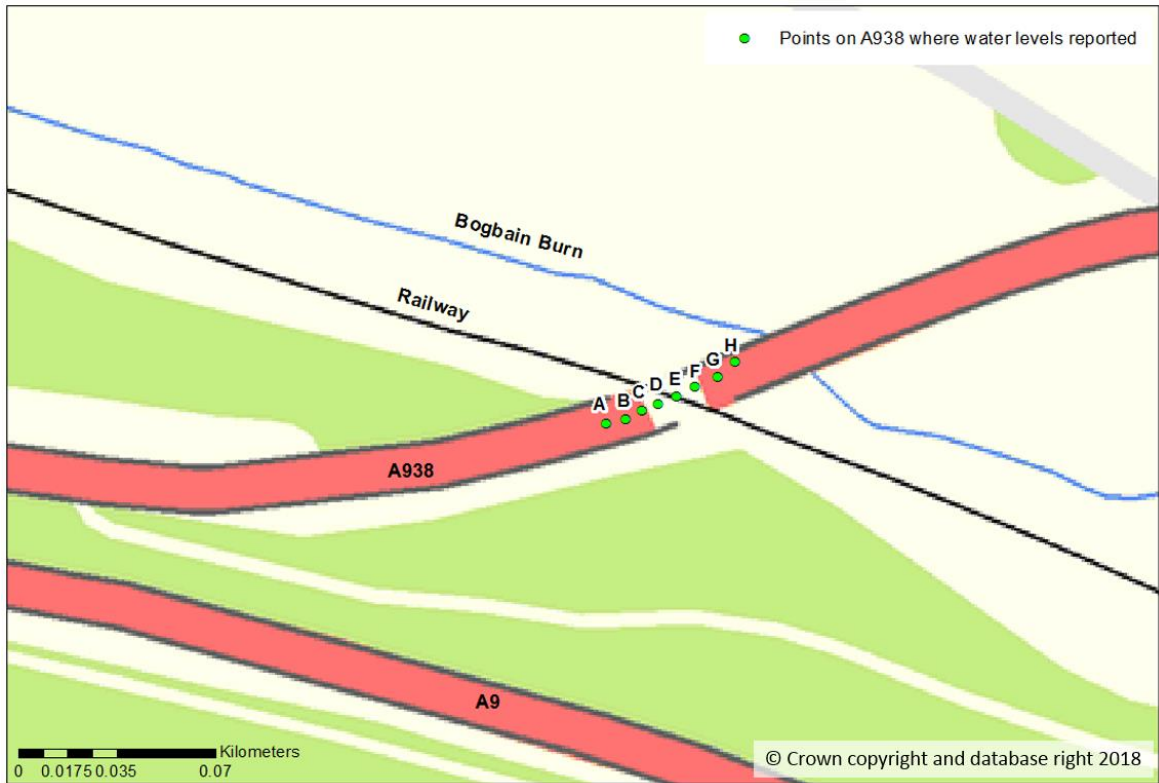 Points on A938 where water levels reported
Bogbain Burn
Railway
A B C D E F G H
A938
A9
Kilometers
0 0.0175 0.035 0.07
© Crown copyright and database right 2018